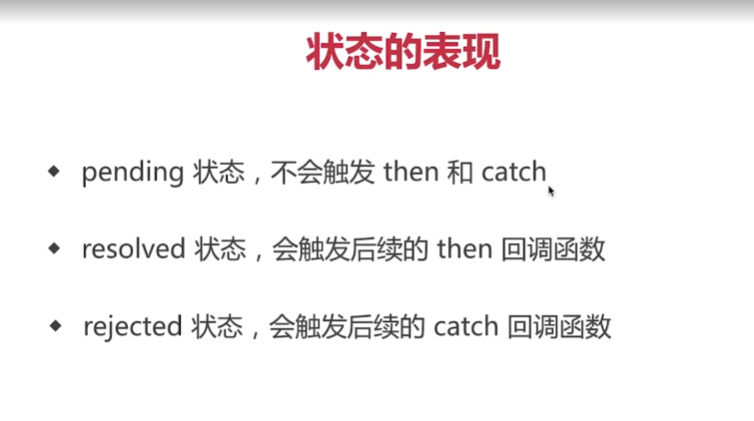 状态的表现
◆ pending 状态，不会触发 then 和 catch
◆ resolved 状态，会触发后续的 then 回调函数
◆ rejected 状态，会触发后续的 catch 回调函数